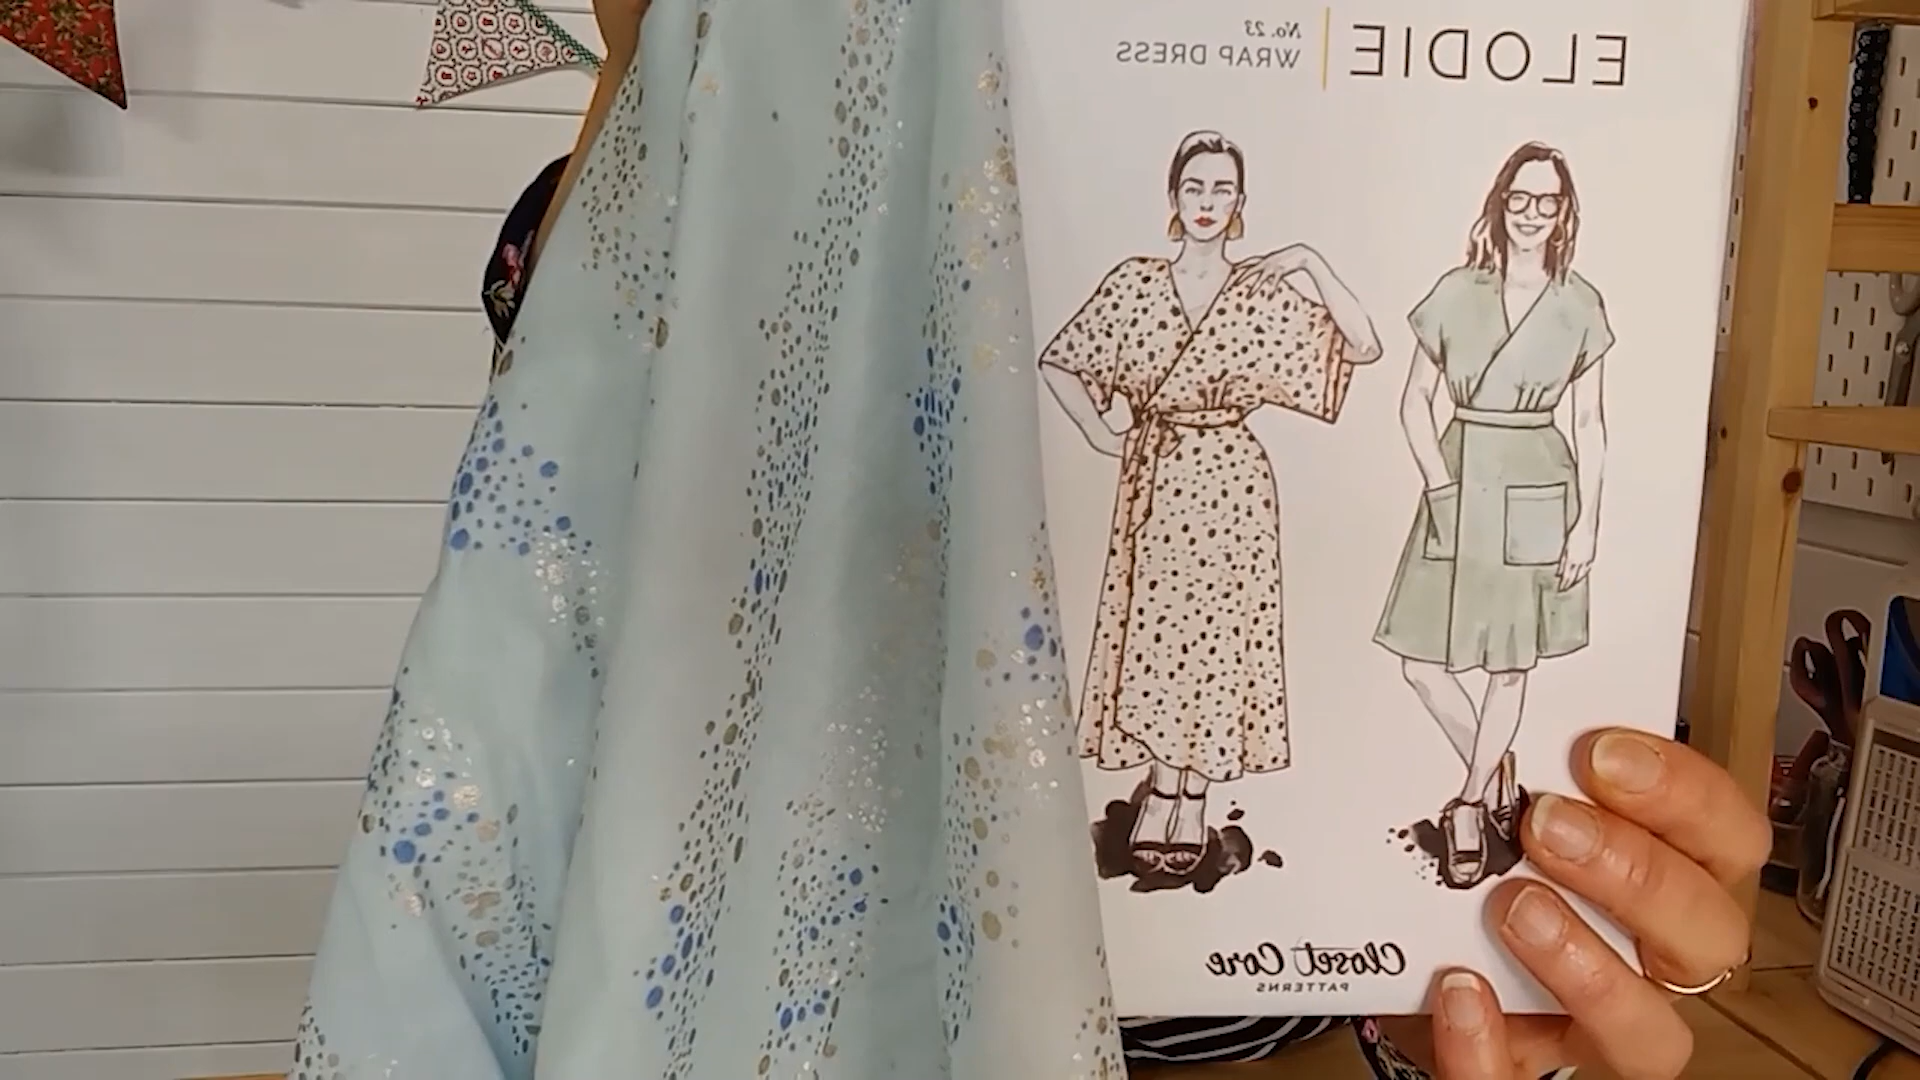 ELODIE
No. 23
WRAP DRESS
Closet Core
PATTERNS